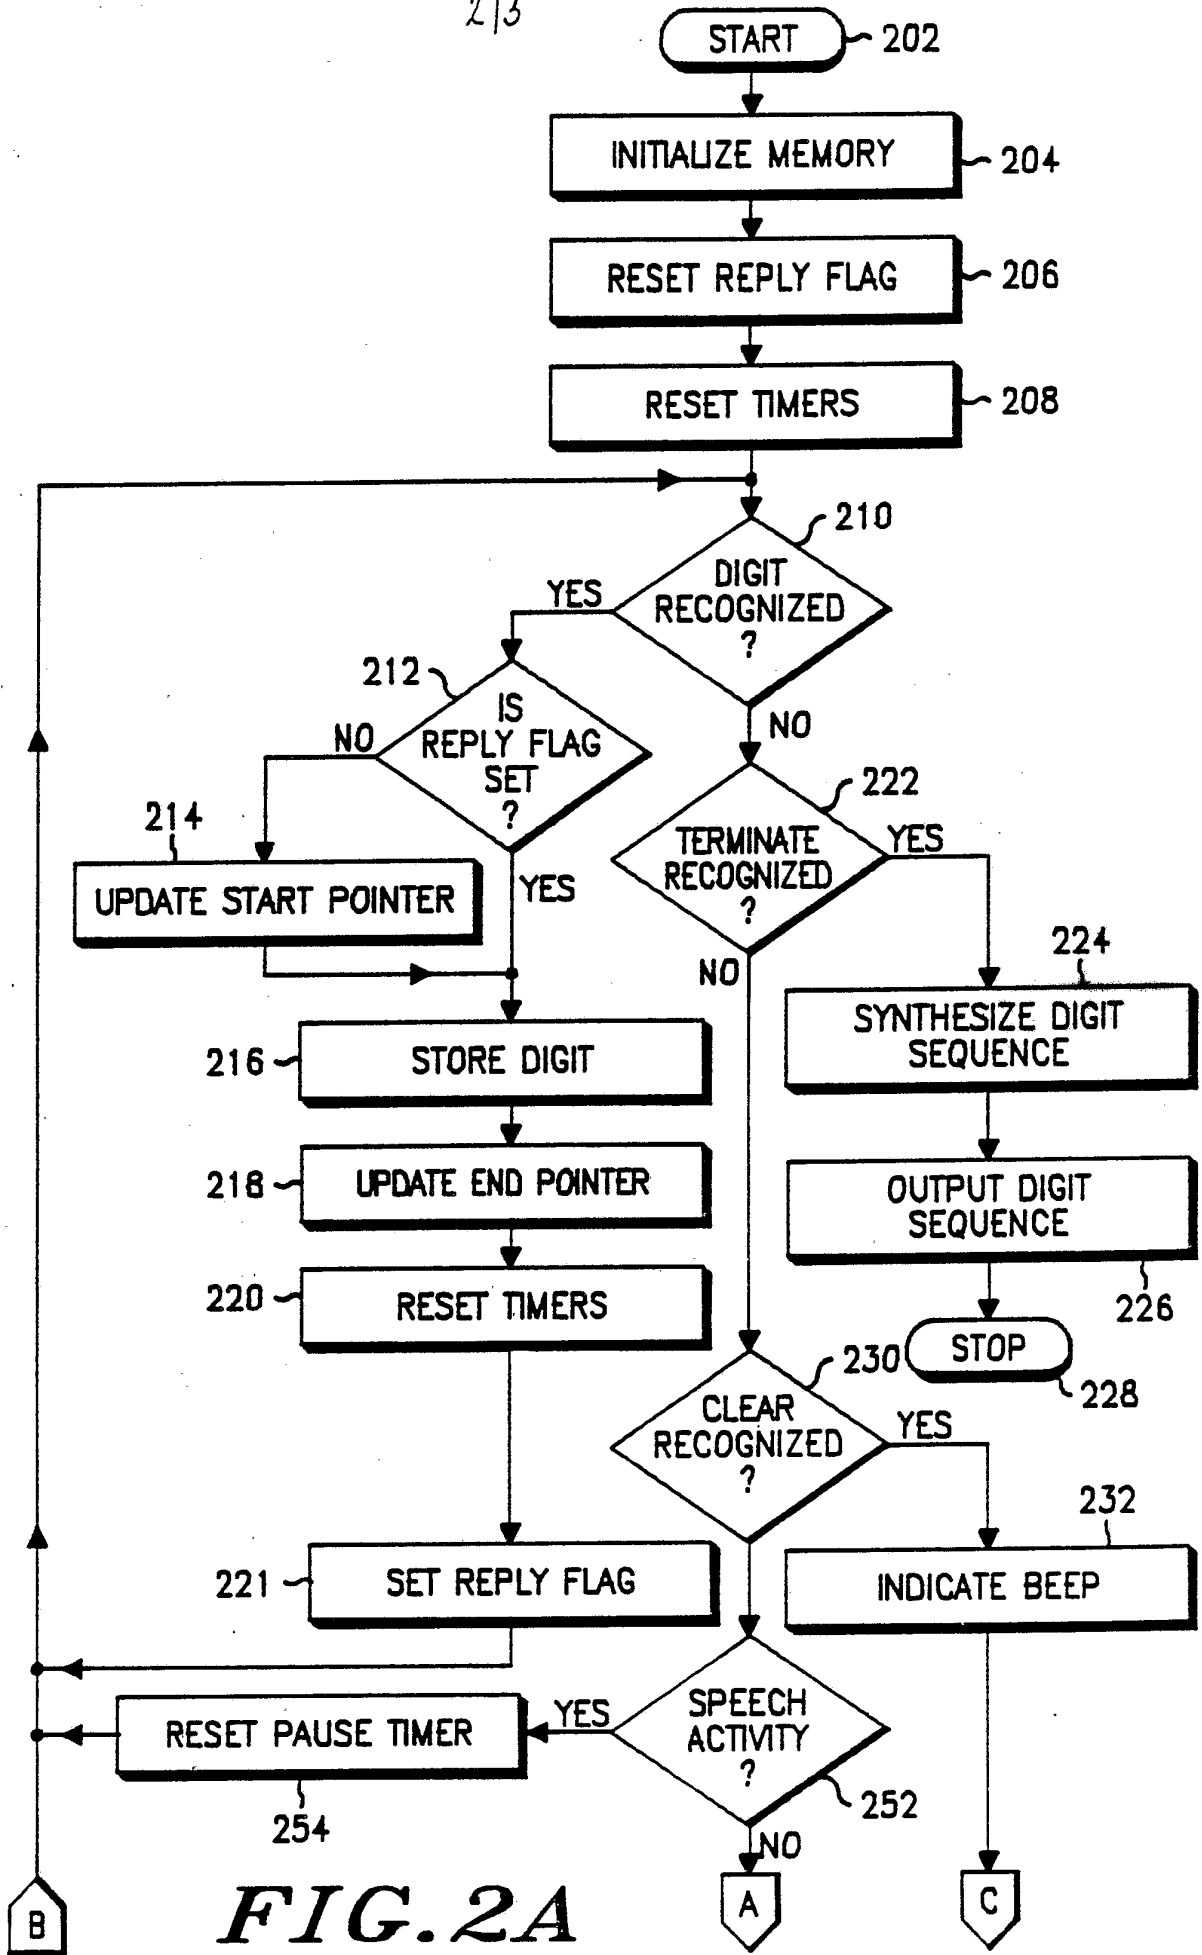 2/3
START
202
INITIALIZE MEMORY
204
RESET REPLY FLAG
206
RESET TIMERS
208
210
DIGIT
RECOGNIZED
?
YES
NO
212
IS
REPLY FLAG
SET
?
NO
YES
214
UPDATE START POINTER
222
TERMINATE
RECOGNIZED
?
YES
NO
224
SYNTHESIZE DIGIT
SEQUENCE
216
STORE DIGIT
218
UPDATE END POINTER
OUTPUT DIGIT
SEQUENCE
226
220
RESET TIMERS
STOP
228
230
CLEAR
RECOGNIZED
?
YES
232
INDICATE BEEP
221
SET REPLY FLAG
SPEECH
ACTIVITY
?
252
YES
NO
RESET PAUSE TIMER
254
B
FIG.2A
A
C